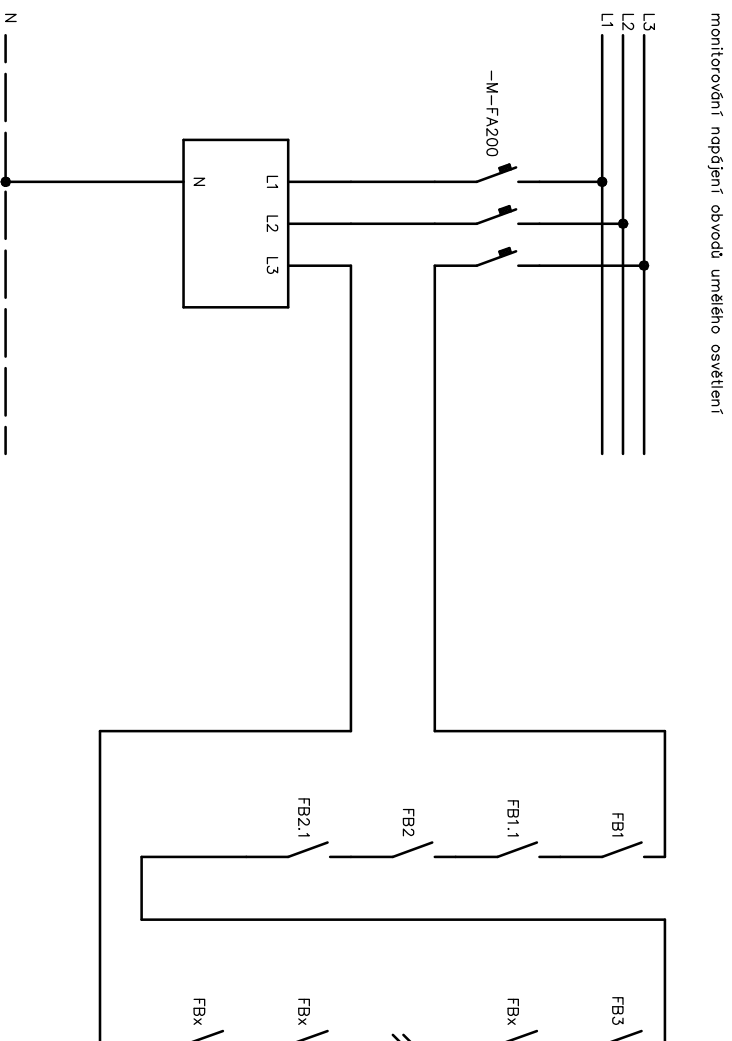 monitorování napájení obvodů umělého osvětlení
L3
L2
L1
N
-M-FA200
L1
L2
L3
N
FB1
FB1.1
FB2
FB2.1
FB3
FBx
FBx
FBx